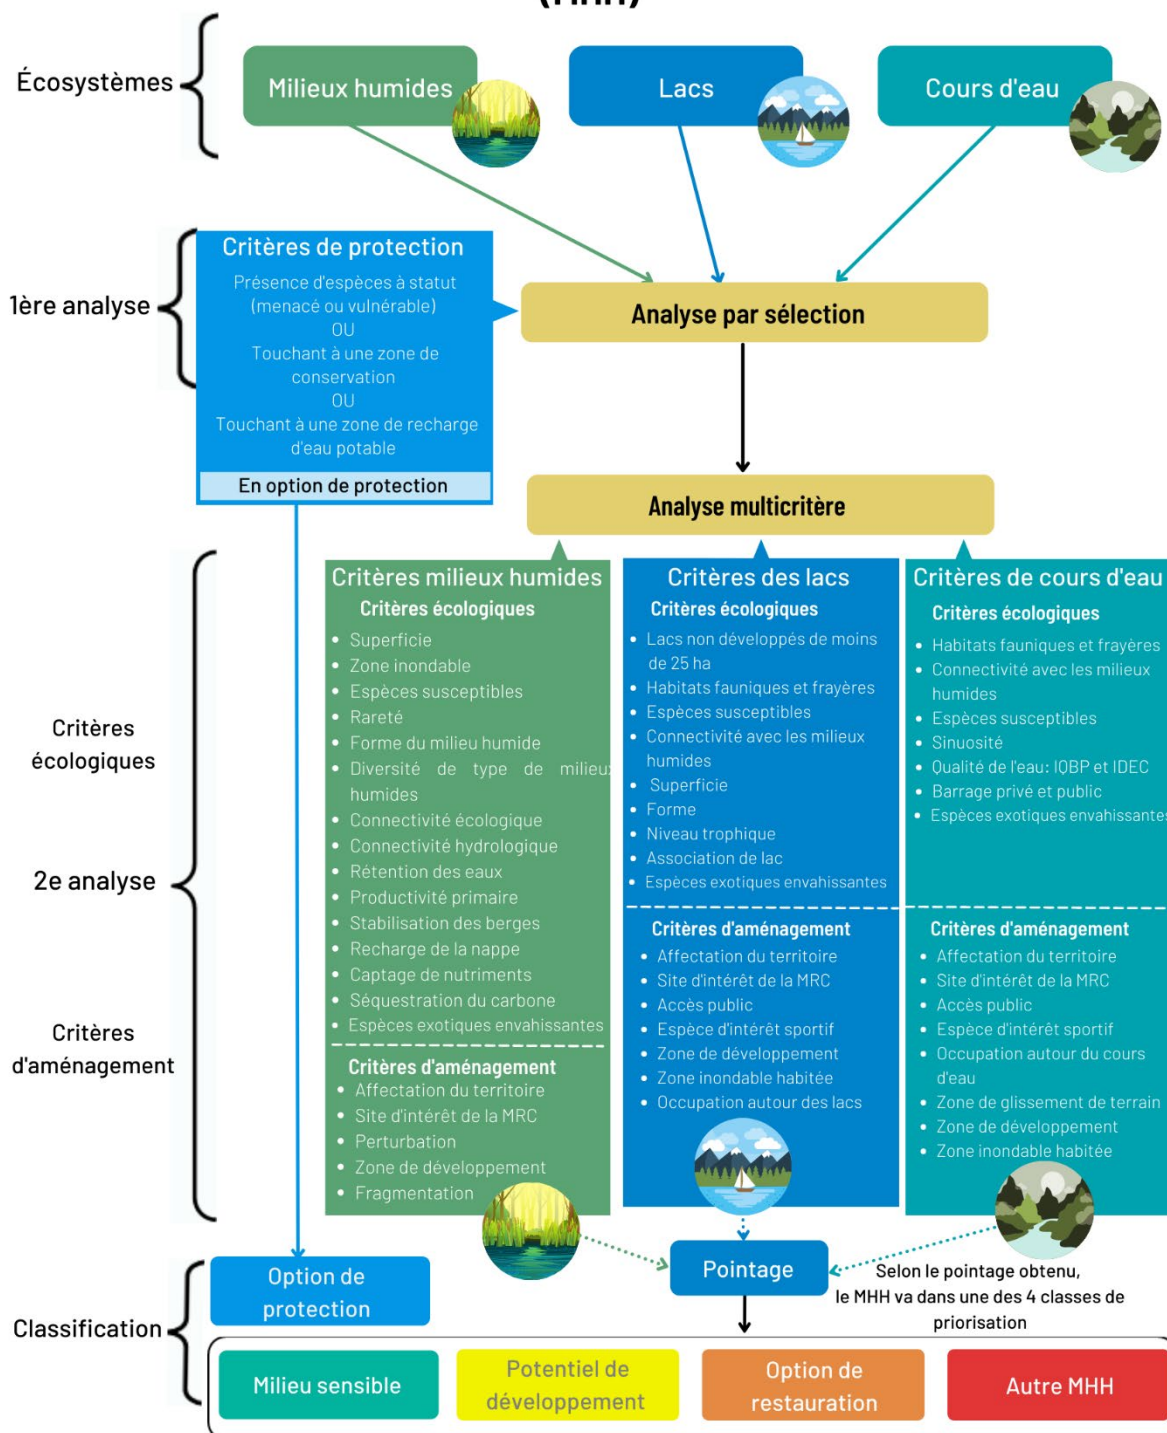 (MHH)
Écosystèmes
Milieux humides
Lacs
Cours d'eau
1ère analyse
Critères de protection
Présence d'espèces à statut
(menacé ou vulnérable)
OU
Touchant à une zone de
conservation
OU
Touchant à une zone de recharge
d'eau potable
En option de protection
Analyse par sélection
Analyse multicritère
Critères
écologiques
2e analyse
Critères
d'aménagement
Critères milieux humides
Critères écologiques
• Superficie
• Zone inondable
• Espèces susceptibles
• Rareté
• Forme du milieu humide
• Diversité de type de milieux
humides
• Connectivité écologique
• Connectivité hydrologique
• Rétention des eaux
• Productivité primaire
• Stabilisation des berges
• Recharge de la nappe
• Captage de nutriments
• Séquestration du carbone
• Espèces exotiques envahissantes
Critères d'aménagement
• Affectation du territoire
• Site d'intérêt de la MRC
• Perturbation
• Zone de développement
• Fragmentation
Critères des lacs
Critères écologiques
• Lacs non développés de moins
de 25 ha
• Habitats fauniques et frayères
• Espèces susceptibles
• Connectivité avec les milieux
humides
• Superficie
• Forme
• Niveau trophique
• Association de lac
• Espèces exotiques envahissantes
Critères d'aménagement
• Affectation du territoire
• Site d'intérêt de la MRC
• Accès public
• Espèce d'intérêt sportif
• Zone de développement
• Zone inondable habitée
• Occupation autour des lacs
Critères de cours d'eau
Critères écologiques
• Habitats fauniques et frayères
• Connectivité avec les milieux
humides
• Espèces susceptibles
• Sinuosité
• Qualité de l'eau: IQBP et IDEC
• Barrage privé et public
• Espèces exotiques envahissantes
Critères d'aménagement
• Affectation du territoire
• Site d'intérêt de la MRC
• Accès public
• Espèce d'intérêt sportif
• Occupation autour du cours
d'eau
• Zone de glissement de terrain
• Zone de développement
• Zone inondable habitée
Classification
Option de
protection
Pointage
Selon le pointage obtenu,
le MHH va dans une des 4 classes de
priorisation
Milieu sensible
Potentiel de
développement
Option de
restauration
Autre MHH